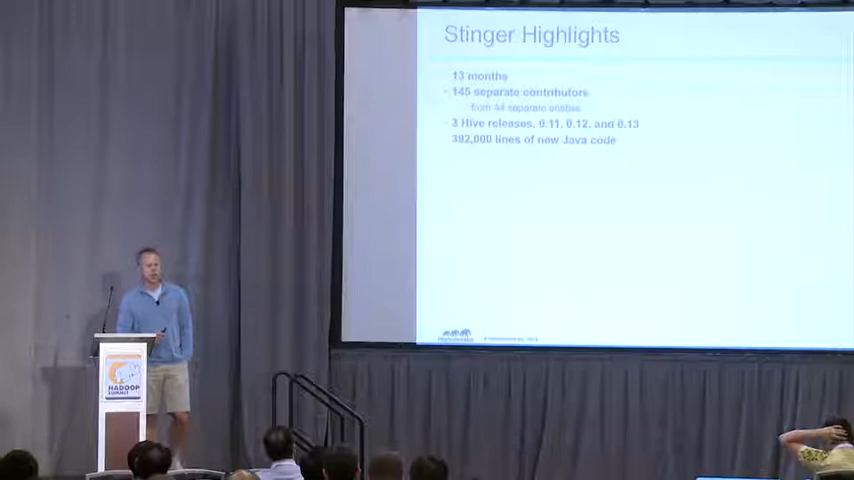 Stinger Highlights
13 months
- 145 separate contributors
from 44 separate entities
- 3 Hive releases, 0.11, 0.12, and 0.13
392,000 lines of new Java code
HADOOP
SUMMIT